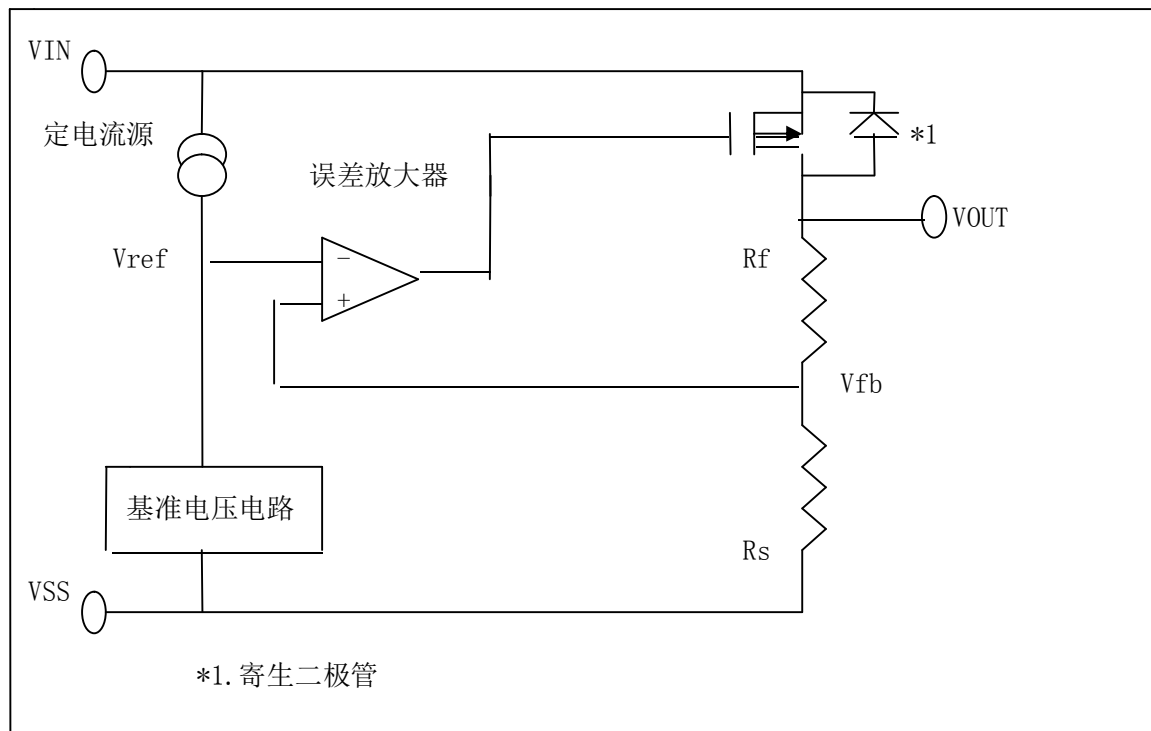 VIN
定电流源
*1
误差放大器
VOUT
Vref
−
Rf
+
Vfb
基准电压电路
Rs
VSS
*1.寄生二极管